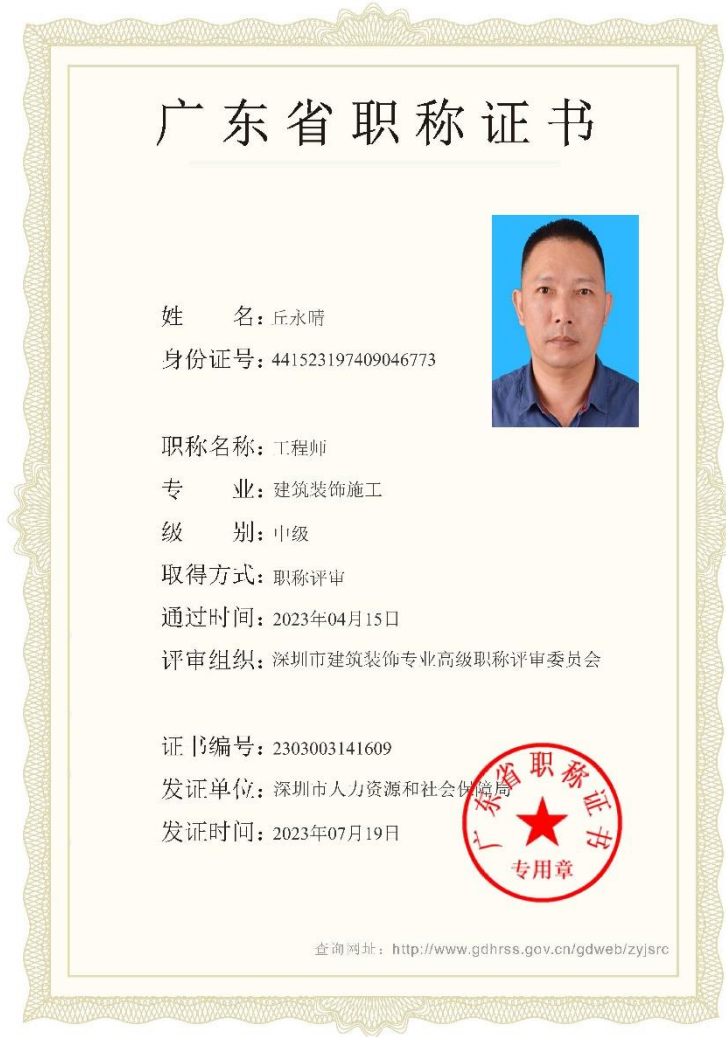 广东省职称证书
姓 名：丘永晴
身份证号：441523197409046773
职称名称：工程师
专 业：建筑装饰施工
级 别：中级
取得方式：职称评审
通过时间：2023年04月15日
评审组织：深圳市建筑装饰专业高级职称评审委员会
证书编号：2303003141609
发证单位：深圳市人力资源和社会保障局
发证时间：2023年07月19日
广东省职称证书
专用章
查询网址：http://www.gdhrss.gov.cn/gdweb/zyjsrc